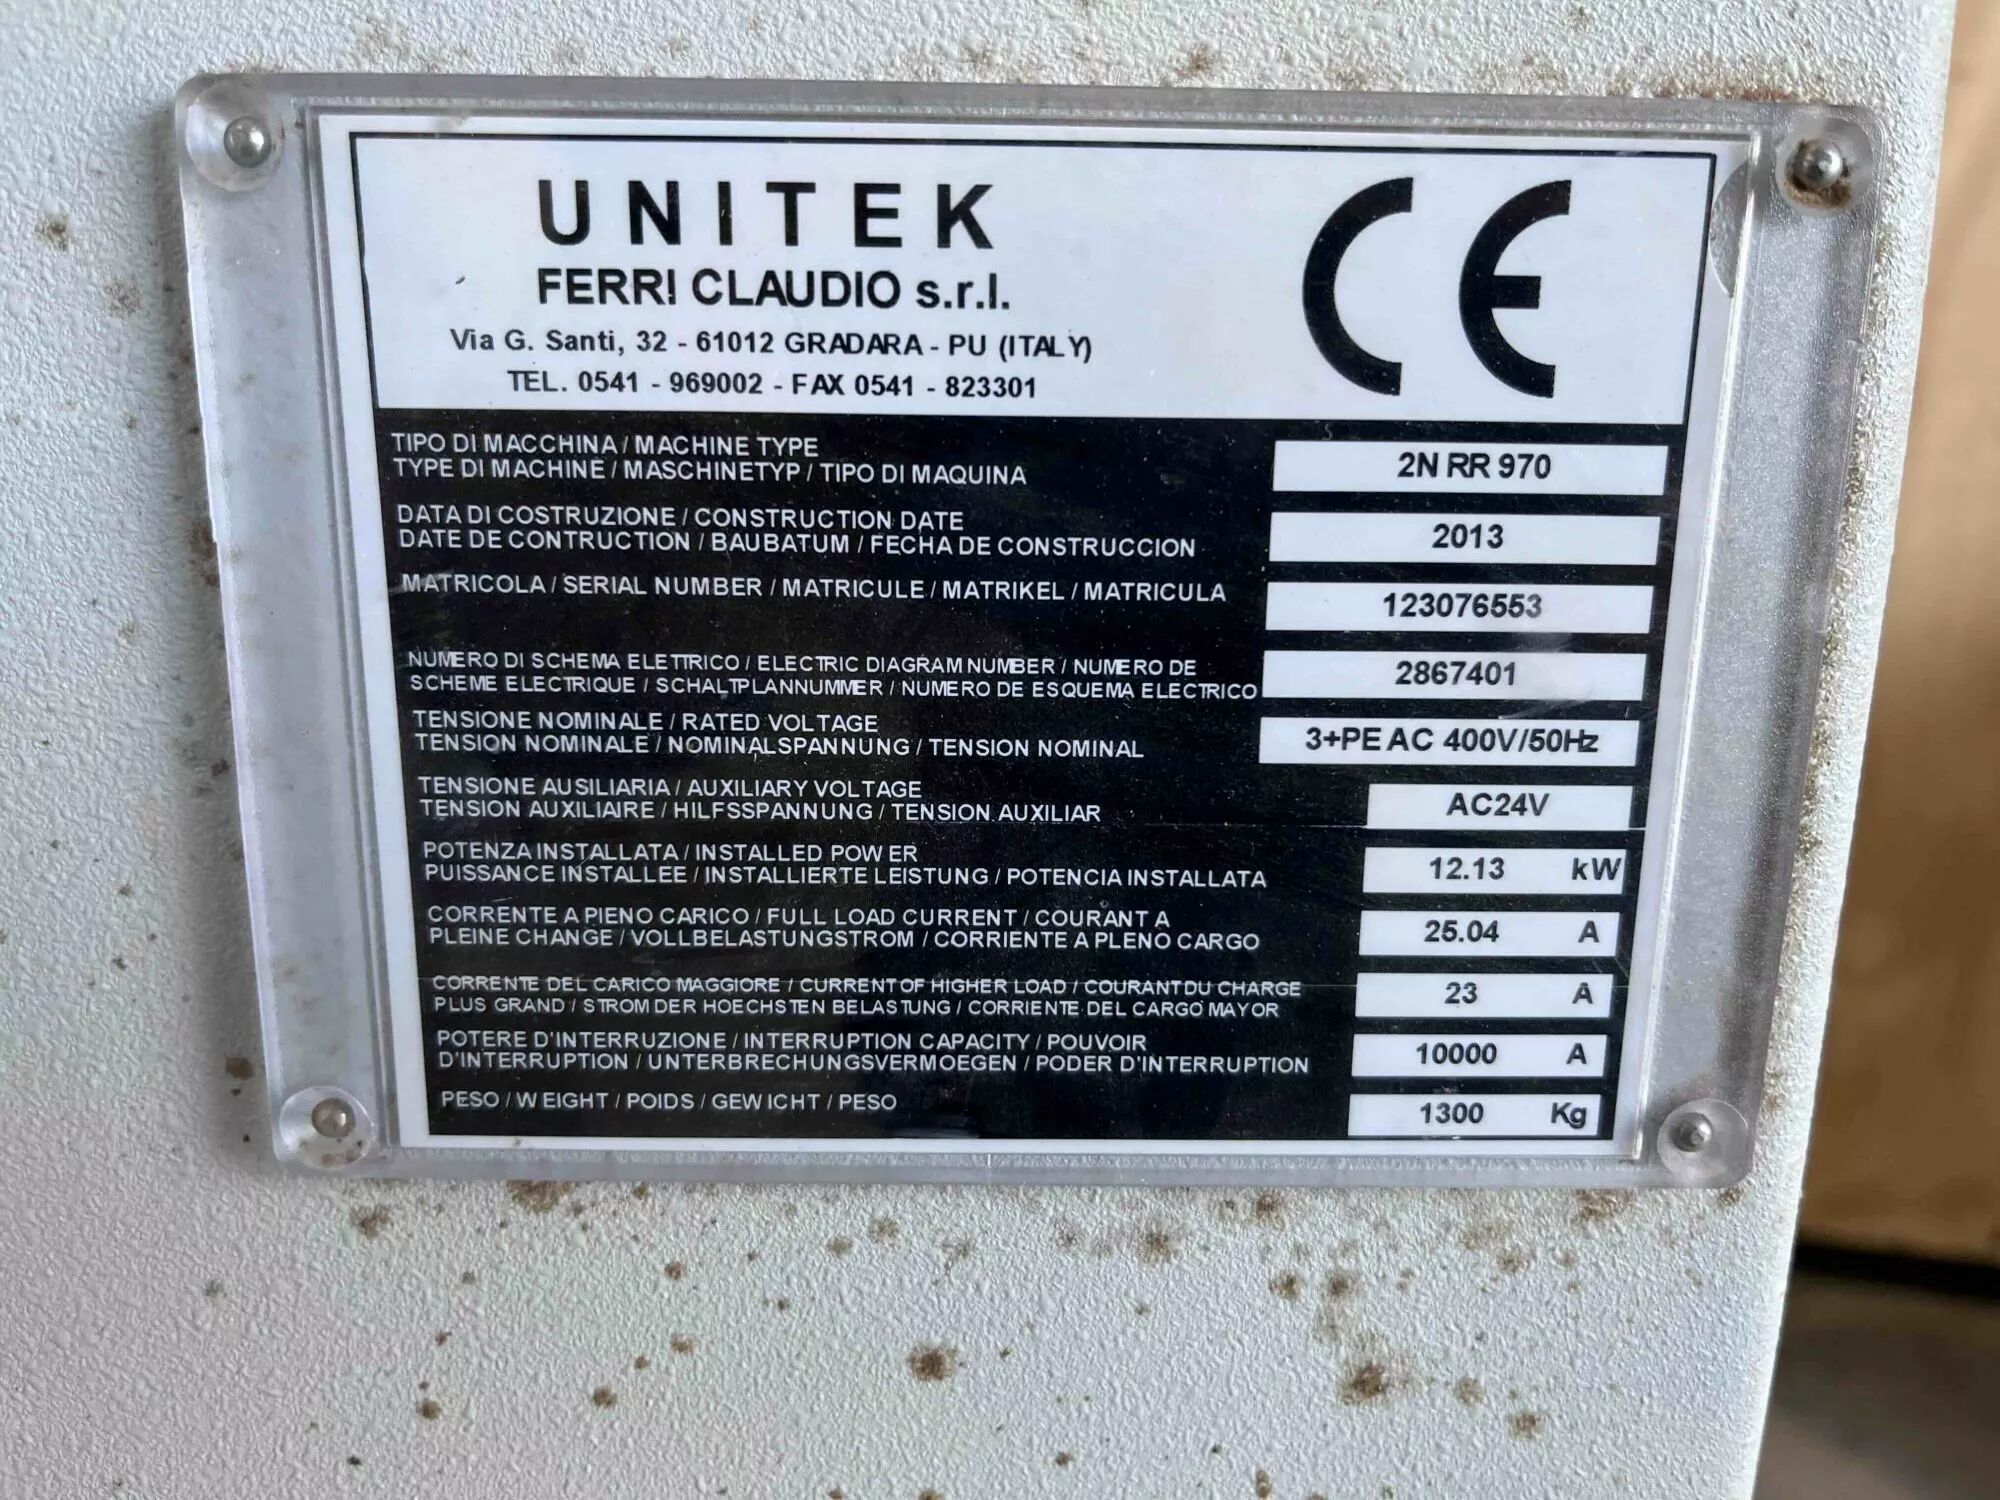 UNITEK
FERRI CLAUDIO s.r.l.
Via G. Santi, 32 - 61012 GRADARA - PU (ITALY)
TEL. 0541 - 969002 - FAX 0541 - 823301
CE
TIPO DI MACCHINA / MACHINE TYPE
TYPE DI MACHINE / MASCHINETYP / TIPO DI MAQUINA
2N RR 970
DATA DI COSTRUZIONE / CONSTRUCTION DATE
DATE DE CONTRUCTION / BAUBATUM / FECHA DE CONSTRUCCION
2013
MATRICOLA / SERIAL NUMBER / MATRICULE / MATRIKEL / MATRICULA
123076553
NUMERO DI SCHEMA ELETTRICO / ELECTRIC DIAGRAM NUMBER / NUMERO DE
SCHEME ELECTRIQUE / SCHALTPLANNUMMER / NUMERO DE ESQUEMA ELECTRICO
2867401
TENSIONE NOMINALE / RATED VOLTAGE
TENSION NOMINALE / NOMINALSPANNUNG / TENSION NOMINAL
3+PE AC 400V/50Hz
TENSIONE AUSILIARIA / AUXILIARY VOLTAGE
TENSION AUXILIAIRE / HILFSSPANNUNG / TENSION AUXILIAR
AC24V
POTENZA INSTALLATA / INSTALLED POWER
PUISSANCE INSTALLEE / INSTALLIERTE LEISTUNG / POTENCIA INSTALLATA
12.13 kW
CORRENTE A PIENO CARICO / FULL LOAD CURRENT / COURANT A
PLEINE CHANGE / VOLLBELASTUNGSTROM / CORRIENTE A PLENO CARGO
25.04 A
CORRENTE DEL CARICO MAGGIORE / CURRENT OF HIGHER LOAD / COURANT DU CHARGE
PLUS GRAND / STROM DER HOECHSTEN BELASTUNG / CORRIENTE DEL CARGO MAYOR
23 A
POTERE D'INTERRUZIONE / INTERRUPTION CAPACITY / POUVOIR
D'INTERRUPTION / UNTERBRECHUNGSVERMOEGEN / PODER D'INTERRUPTION
10000 A
PESO / WEIGHT / POIDS / GEWICHT / PESO
1300 Kg